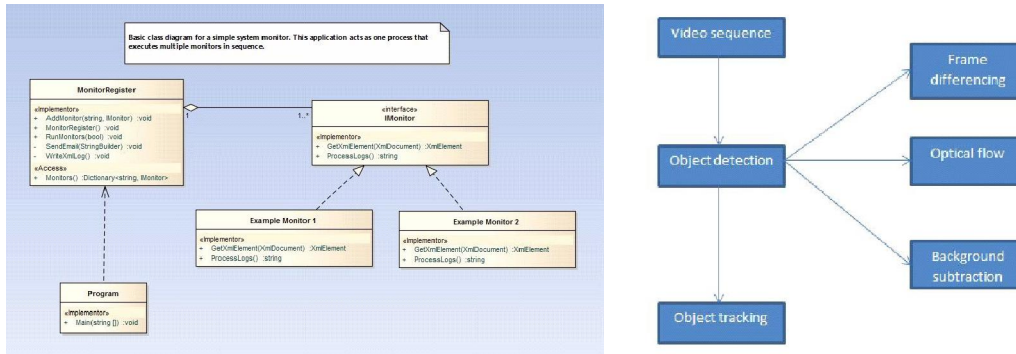 Basic class diagram for a simple system monitor. This application acts as one process that
executes multiple monitors in sequence.
MonitorRegister
«Implementor»
+ AddMonitor(string, IMonitor) :void
+ MonitorRegister() :void
+ RunMonitors(bool) :void
- SendEmail(StringBuilder) :void
- WriteXmlLog() :void
«Access»
+ Monitors() :Dictionary<string, IMonitor>
1
1..*
«interface»
IMonitor
«Implementor»
+ GetXmlElement(XmlDocument) :XmlElement
+ ProcessLogs() :string
Example Monitor 1
«Implementor»
+ GetXmlElement(XmlDocument) :XmlElement
+ ProcessLogs() :string
Example Monitor 2
«Implementor»
+ GetXmlElement(XmlDocument) :XmlElement
+ ProcessLogs() :string
Program
«Implementor»
+ Main(string []) :void
Video sequence
Frame
differencing
Object detection
Optical flow
Background
subtraction
Object tracking